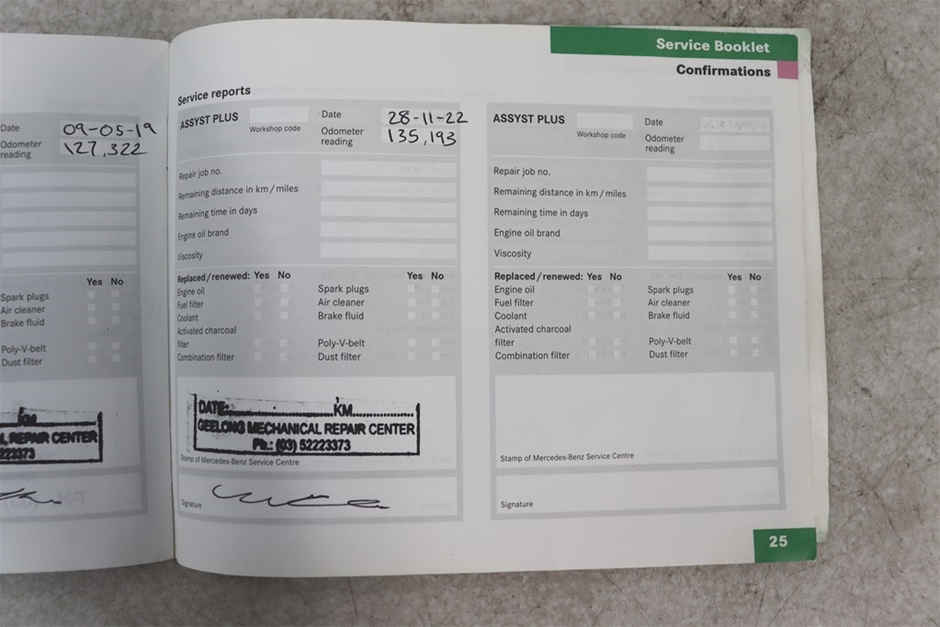 Date 09-05-19
Odometer
reading 127,322
Yes No
Spark plugs
Air cleaner
Brake fluid
Poly-V-belt
Dust filter
KM
L REPAIR CENTER
223373
Service Booklet
Confirmations
Service reports
ASSYST PLUS
Workshop code
Date 28-11-22
Odometer
reading 135,193
Repair job no.
Remaining distance in km/miles
Remaining time in days
Engine oil brand
Viscosity
Replaced/renewed: Yes No Yes No
Engine oil Spark plugs
Fuel filter Air cleaner
Coolant Brake fluid
Activated charcoal
filter Poly-V-belt
Combination filter Dust filter
DATE: KM
GEELONG MECHANICAL REPAIR CENTER
Ph.: (03) 52223373
Stamp of Mercedes-Benz Service Centre
Signature
ASSYST PLUS
Workshop code
Date
Odometer
reading
Repair job no.
Remaining distance in km/miles
Remaining time in days
Engine oil brand
Viscosity
Replaced/renewed: Yes No Yes No
Engine oil Spark plugs
Fuel filter Air cleaner
Coolant Brake fluid
Activated charcoal
filter Poly-V-belt
Combination filter Dust filter
Stamp of Mercedes-Benz Service Centre
Signature
25